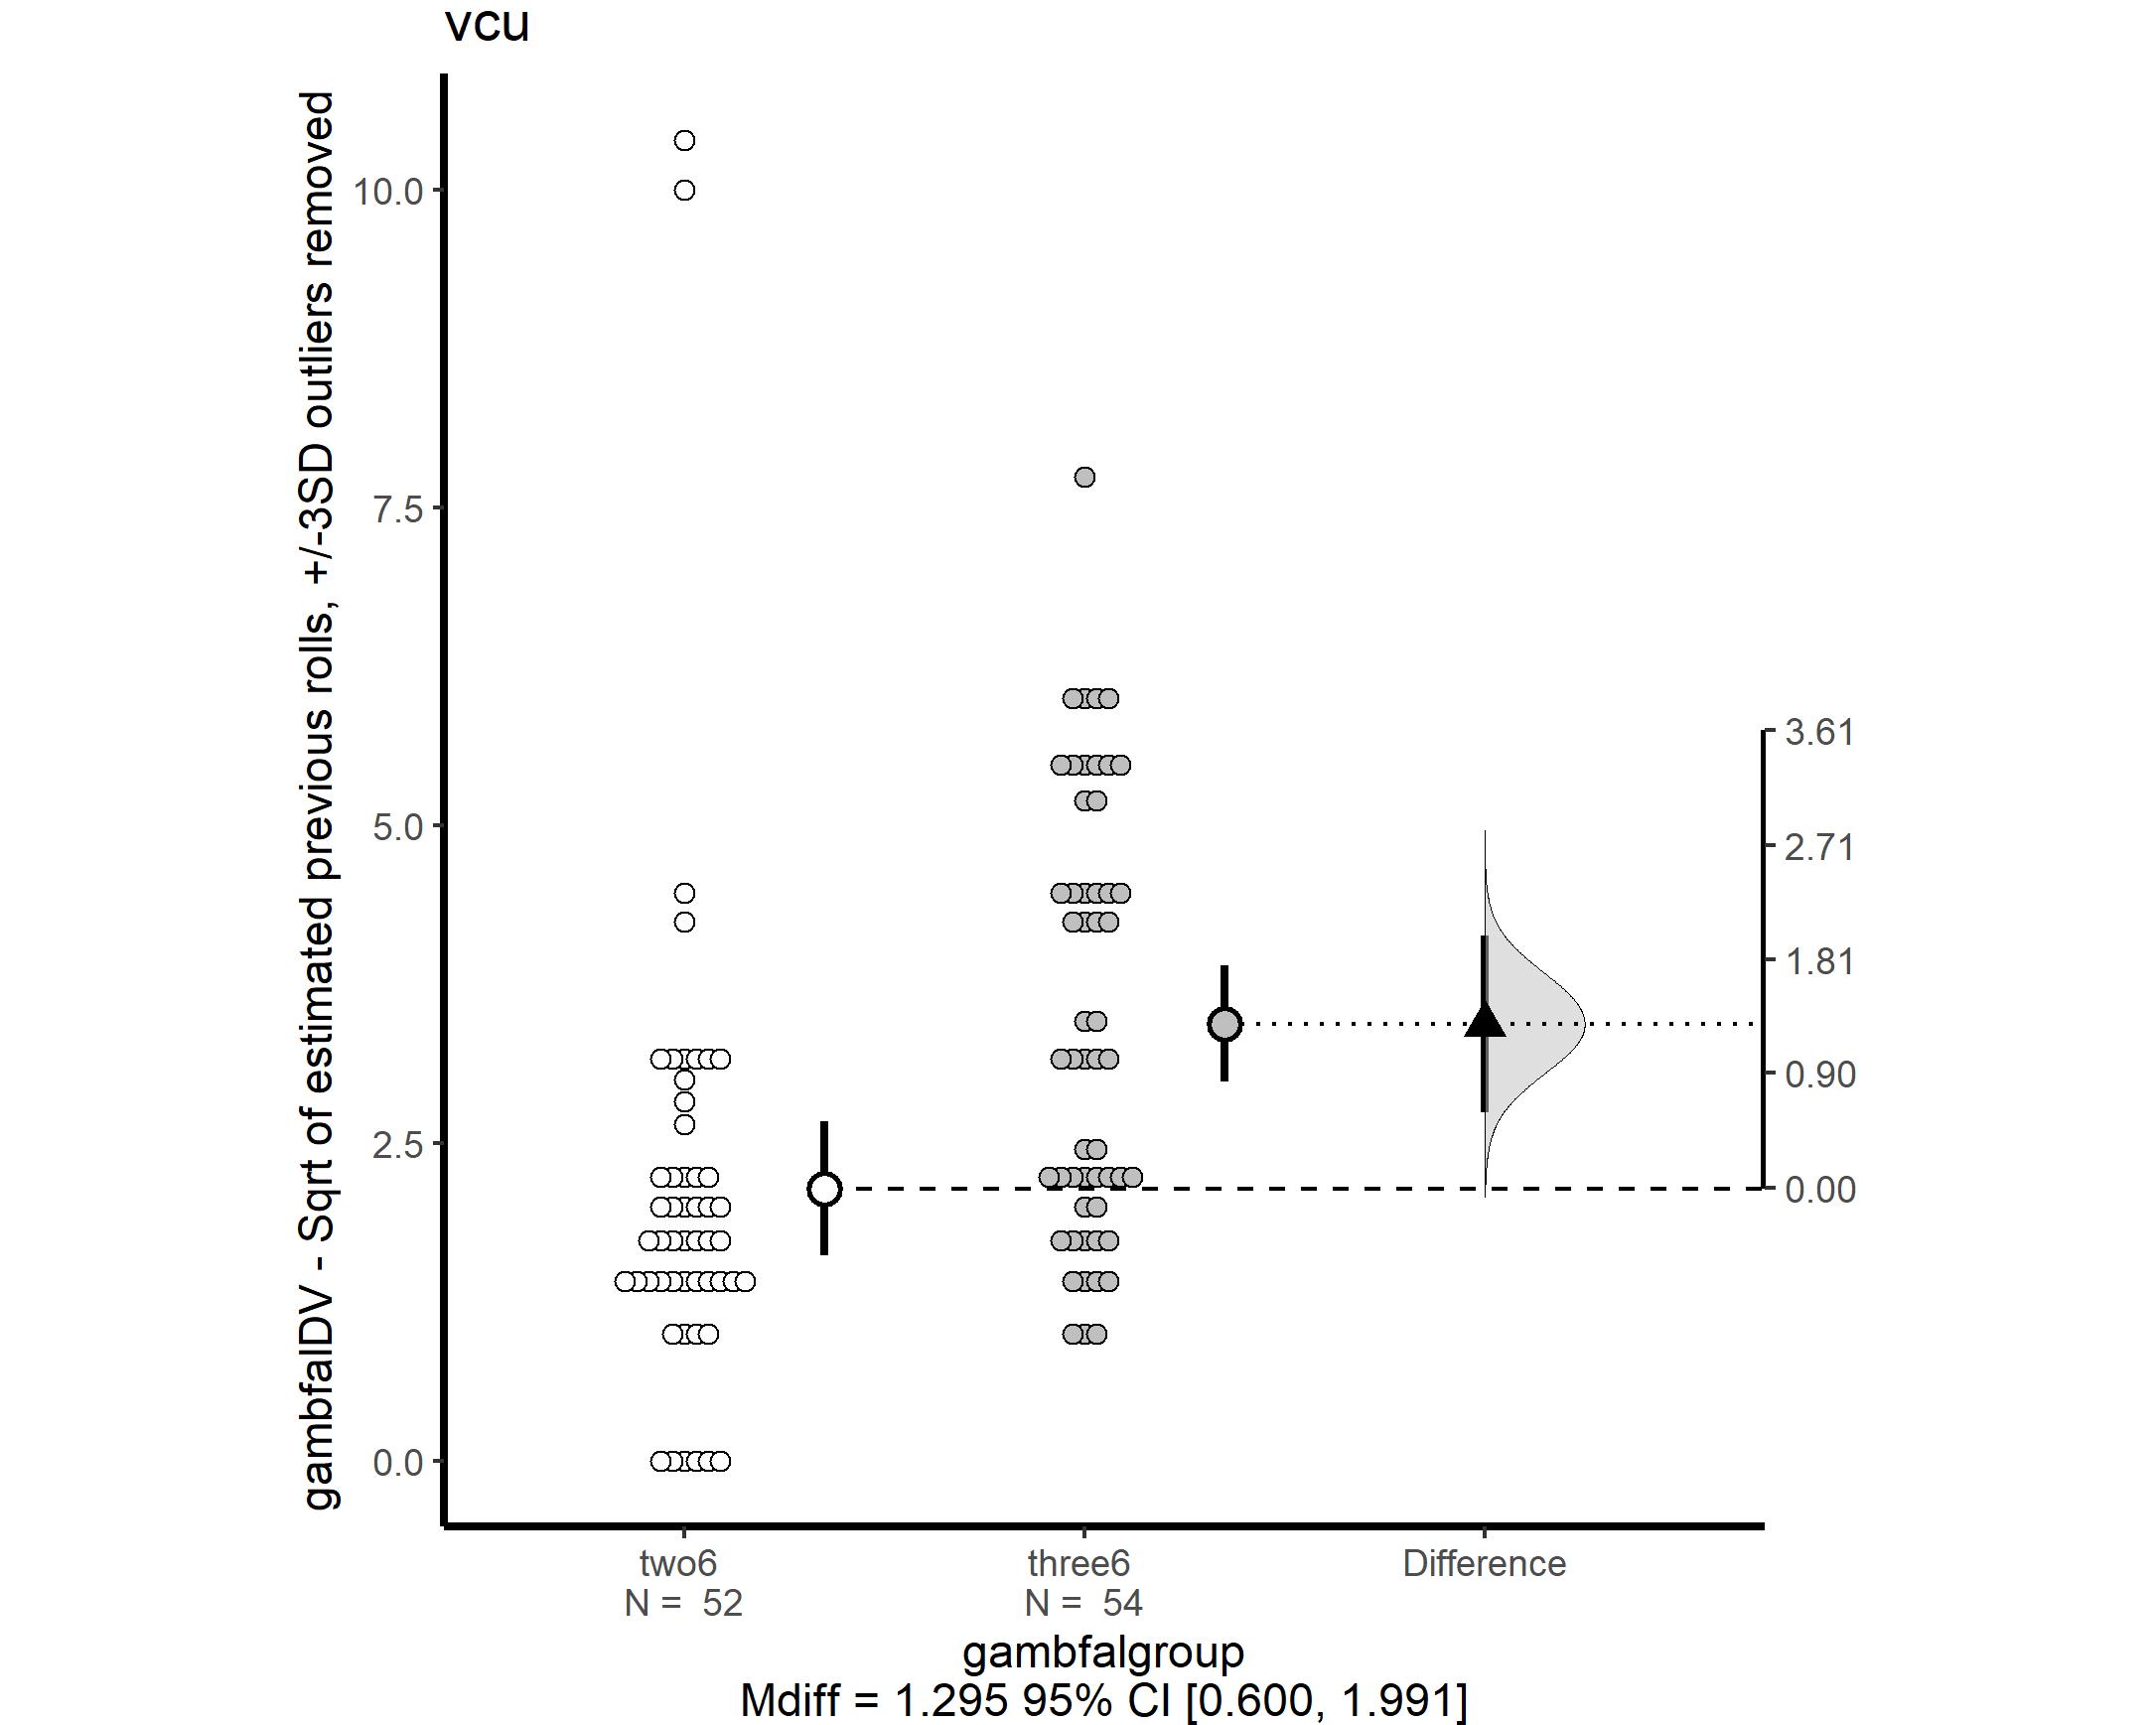 vcu
gambfalDV - Sqrt of estimated previous rolls, +/-3SD outliers removed
10.0
7.5
5.0
2.5
0.0
3.61
2.71
1.81
0.90
0.00
two6
N =  52
three6
N =  54
Difference
gambfalgroup
Mdiff = 1.295 95% CI [0.600, 1.991]